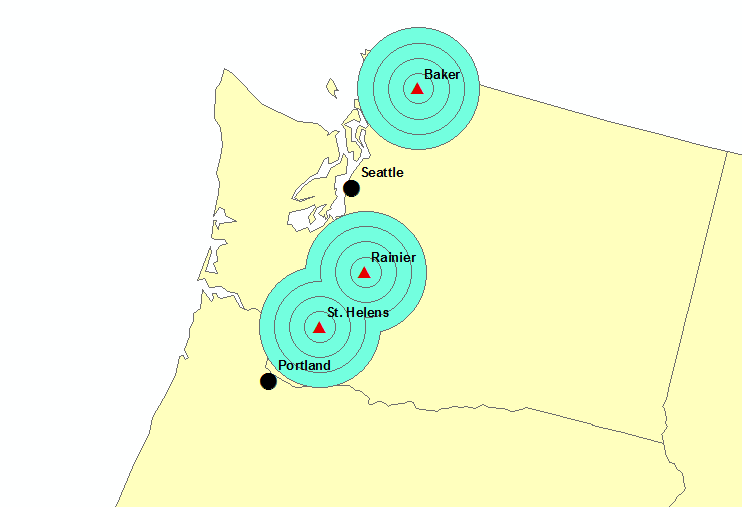 Baker
Seattle
Rainier
St. Helens
Portland